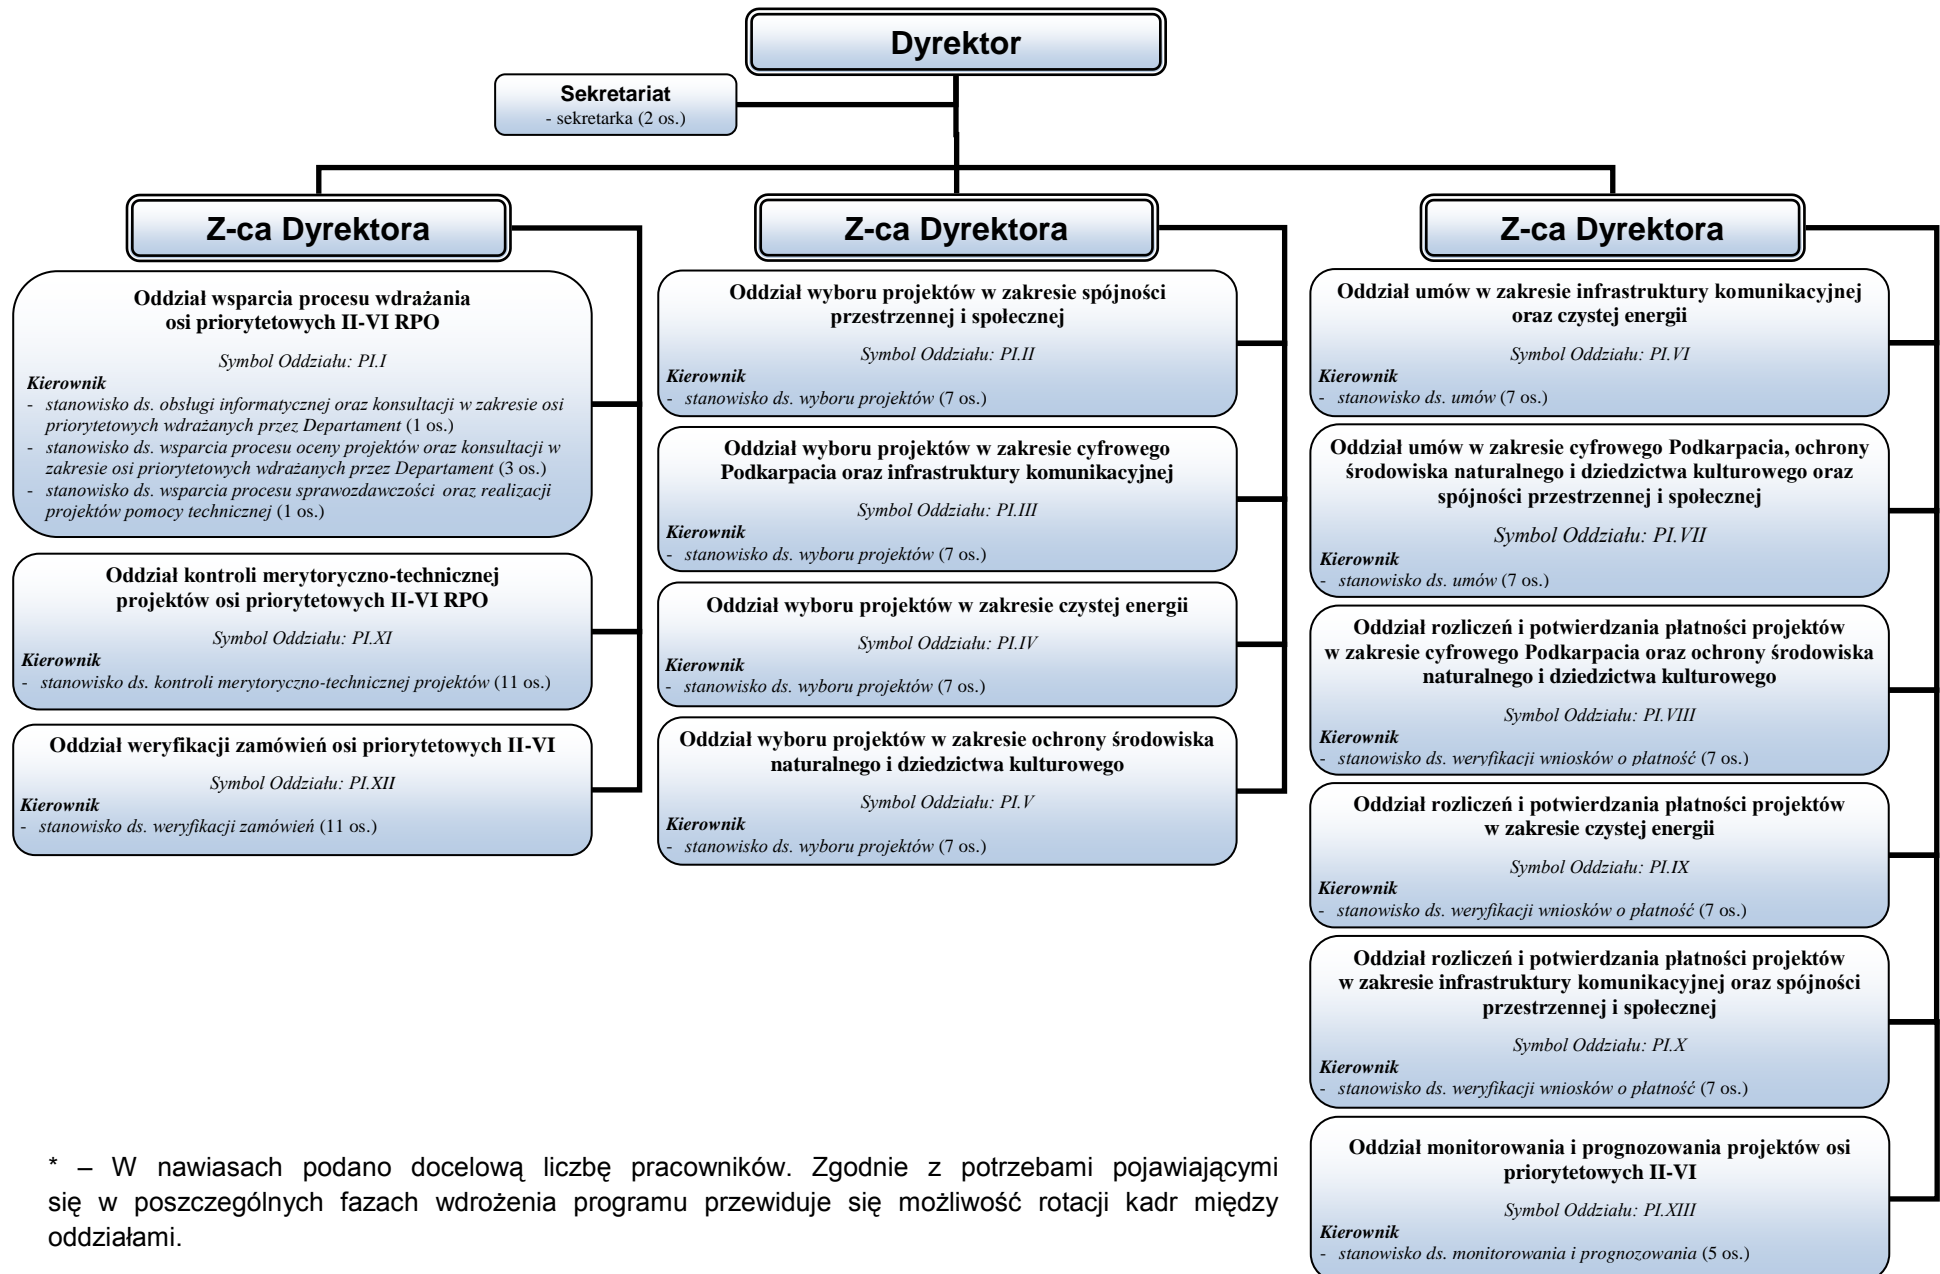 Dyrektor
Sekretariat
- sekretarka (2 os.)
Z-ca Dyrektora
Oddział wsparcia procesu wdrażania
osi priorytetowych II-VI RPO
Symbol Oddziału: PI.I
Kierownik
- stanowisko ds. obsługi informatycznej oraz konsultacji w zakresie osi
priorytetowych wdrażanych przez Departament (1 os.)
- stanowisko ds. wsparcia procesu oceny projektów oraz konsultacji w
zakresie osi priorytetowych wdrażanych przez Departament (3 os.)
- stanowisko ds. wsparcia procesu sprawozdawczości oraz realizacji
projektów pomocy technicznej (1 os.)
Oddział kontroli merytoryczno-technicznej
projektów osi priorytetowych II-VI RPO
Symbol Oddziału: PI.XI
Kierownik
- stanowisko ds. kontroli merytoryczno-technicznej projektów (11 os.)
Oddział weryfikacji zamówień osi priorytetowych II-VI
Symbol Oddziału: PI.XII
Kierownik
- stanowisko ds. weryfikacji zamówień (11 os.)
Z-ca Dyrektora
Oddział wyboru projektów w zakresie spójności
przestrzennej i społecznej
Symbol Oddziału: PI.II
Kierownik
- stanowisko ds. wyboru projektów (7 os.)
Oddział wyboru projektów w zakresie cyfrowego
Podkarpacia oraz infrastruktury komunikacyjnej
Symbol Oddziału: PI.III
Kierownik
- stanowisko ds. wyboru projektów (7 os.)
Oddział wyboru projektów w zakresie czystej energii
Symbol Oddziału: PI.IV
Kierownik
- stanowisko ds. wyboru projektów (7 os.)
Oddział wyboru projektów w zakresie ochrony środowiska
naturalnego i dziedzictwa kulturowego
Symbol Oddziału: PI.V
Kierownik
- stanowisko ds. wyboru projektów (7 os.)
Z-ca Dyrektora
Oddział umów w zakresie infrastruktury komunikacyjnej
oraz czystej energii
Symbol Oddziału: PI.VI
Kierownik
- stanowisko ds. umów (7 os.)
Oddział umów w zakresie cyfrowego Podkarpacia, ochrony
środowiska naturalnego i dziedzictwa kulturowego oraz
spójności przestrzennej i społecznej
Symbol Oddziału: PI.VII
Kierownik
- stanowisko ds. umów (7 os.)
Oddział rozliczeń i potwierdzania płatności projektów
w zakresie cyfrowego Podkarpacia oraz ochrony środowiska
naturalnego i dziedzictwa kulturowego
Symbol Oddziału: PI.VIII
Kierownik
- stanowisko ds. weryfikacji wniosków o płatność (7 os.)
Oddział rozliczeń i potwierdzania płatności projektów
w zakresie czystej energii
Symbol Oddziału: PI.IX
Kierownik
- stanowisko ds. weryfikacji wniosków o płatność (7 os.)
Oddział rozliczeń i potwierdzania płatności projektów
w zakresie infrastruktury komunikacyjnej oraz spójności
przestrzennej i społecznej
Symbol Oddziału: PI.X
Kierownik
- stanowisko ds. weryfikacji wniosków o płatność (7 os.)
Oddział monitorowania i prognozowania projektów osi
priorytetowych II-VI
Symbol Oddziału: PI.XIII
Kierownik
- stanowisko ds. monitorowania i prognozowania (5 os.)
* – W nawiasach podano docelową liczbę pracowników. Zgodnie z potrzebami pojawiającymi
się w poszczególnych fazach wdrożenia programu przewiduje się możliwość rotacji kadr między
oddziałami.